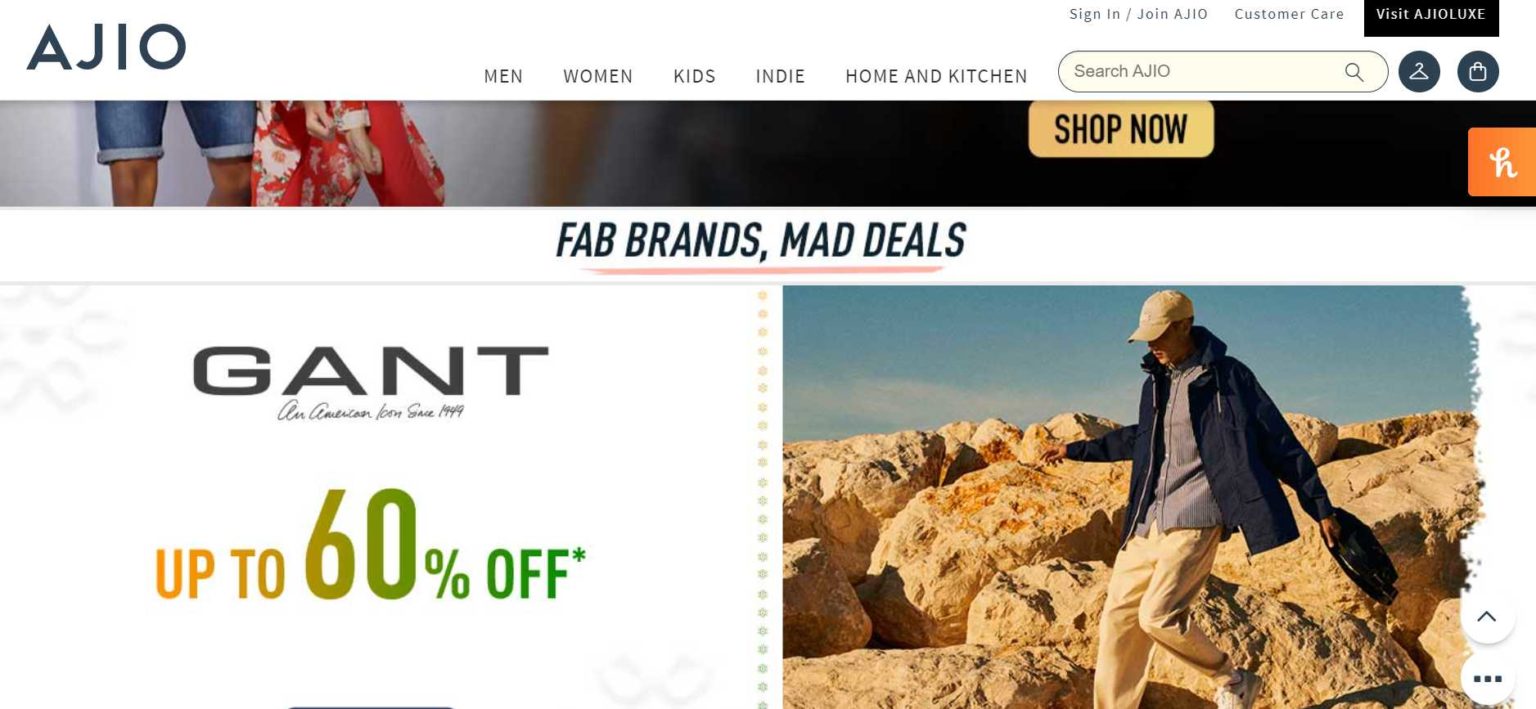 Sign In / Join AJIO
Customer Care
Visit AJIOLUXE
AJIO
MEN
WOMEN
KIDS
INDIE
HOME AND KITCHEN
Search AJIO
SHOP NOW
h
FAB BRANDS, MAD DEALS
GANT
An American Icon Since 1949
UP TO 60% OFF*